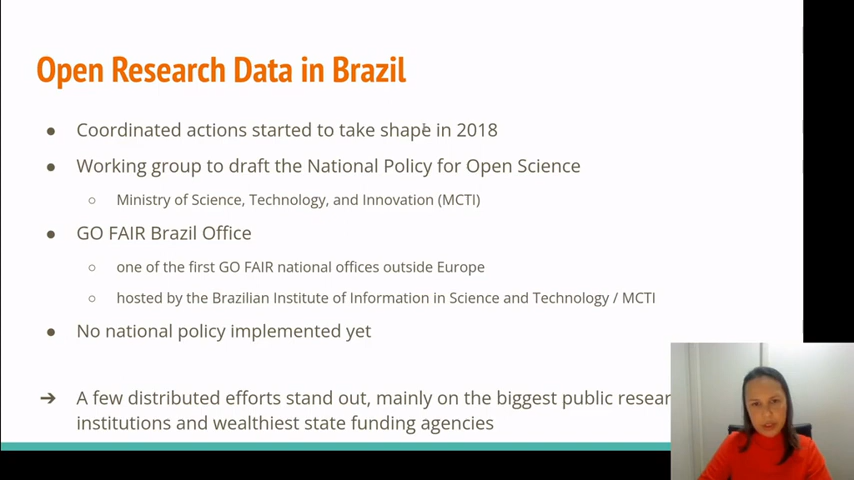 Open Research Data in Brazil
● Coordinated actions started to take shape in 2018
● Working group to draft the National Policy for Open Science
○ Ministry of Science, Technology, and Innovation (MCTI)
● GO FAIR Brazil Office
○ one of the first GO FAIR national offices outside Europe
○ hosted by the Brazilian Institute of Information in Science and Technology / MCTI
● No national policy implemented yet
➔ A few distributed efforts stand out, mainly on the biggest public resear
institutions and wealthiest state funding agencies